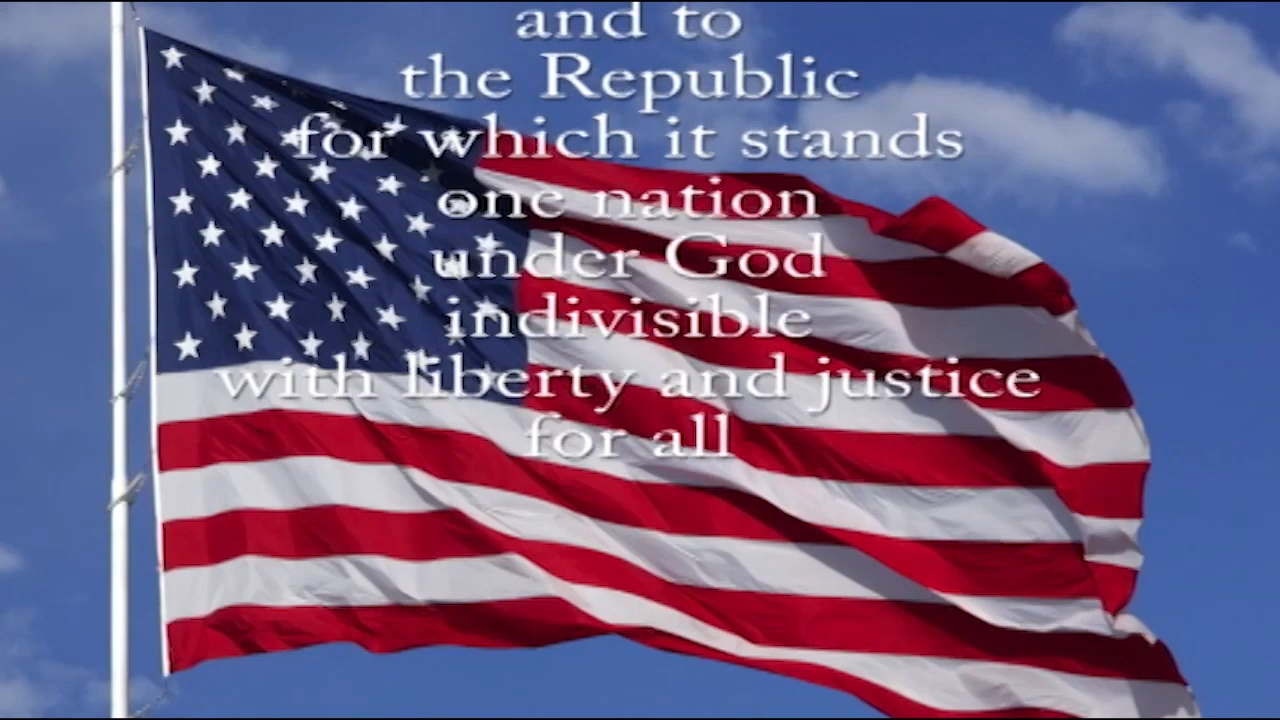 and to
the Republic
for which it stands
one nation
under God
indivisible
with liberty and justice
for all